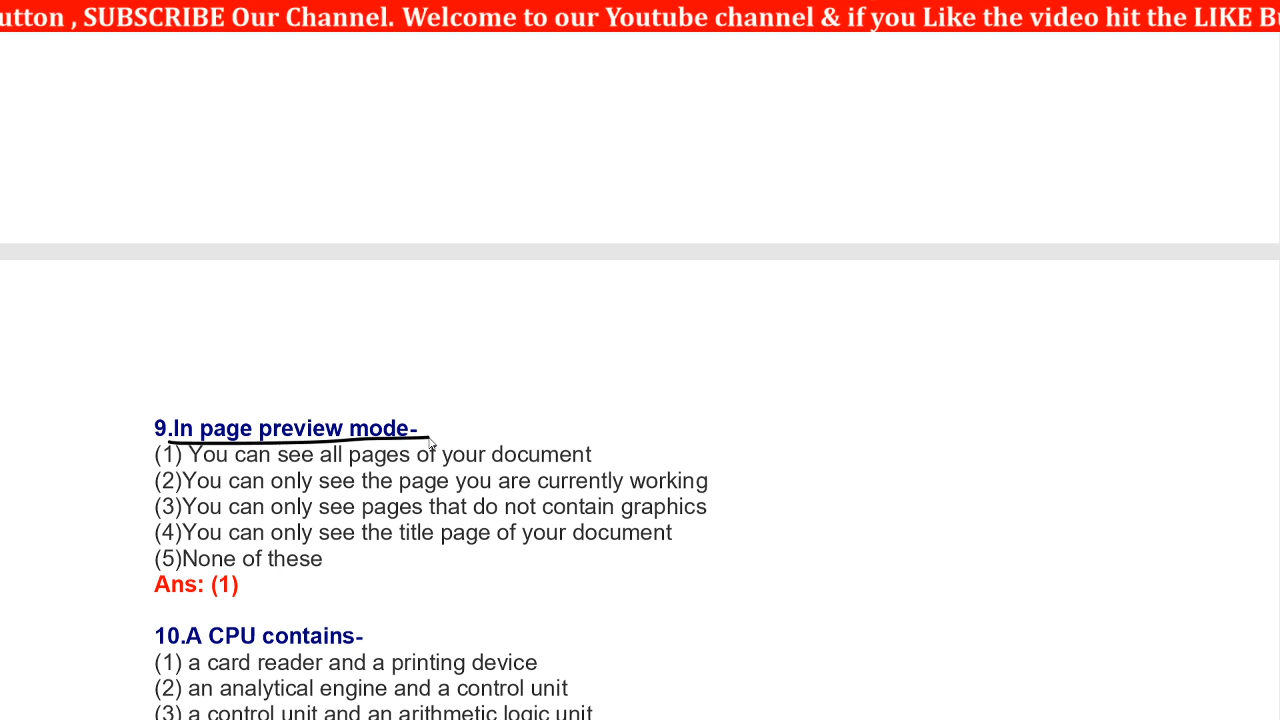 utton , SUBSCRIBE Our Channel. Welcome to our Youtube channel & if you Like the video hit the LIKE B
9.In page preview mode-
(1) You can see all pages of your document
(2)You can only see the page you are currently working
(3)You can only see pages that do not contain graphics
(4)You can only see the title page of your document
(5)None of these
Ans: (1)
10.A CPU contains-
(1) a card reader and a printing device
(2) an analytical engine and a control unit
(3) a control unit and an arithmetic logic unit